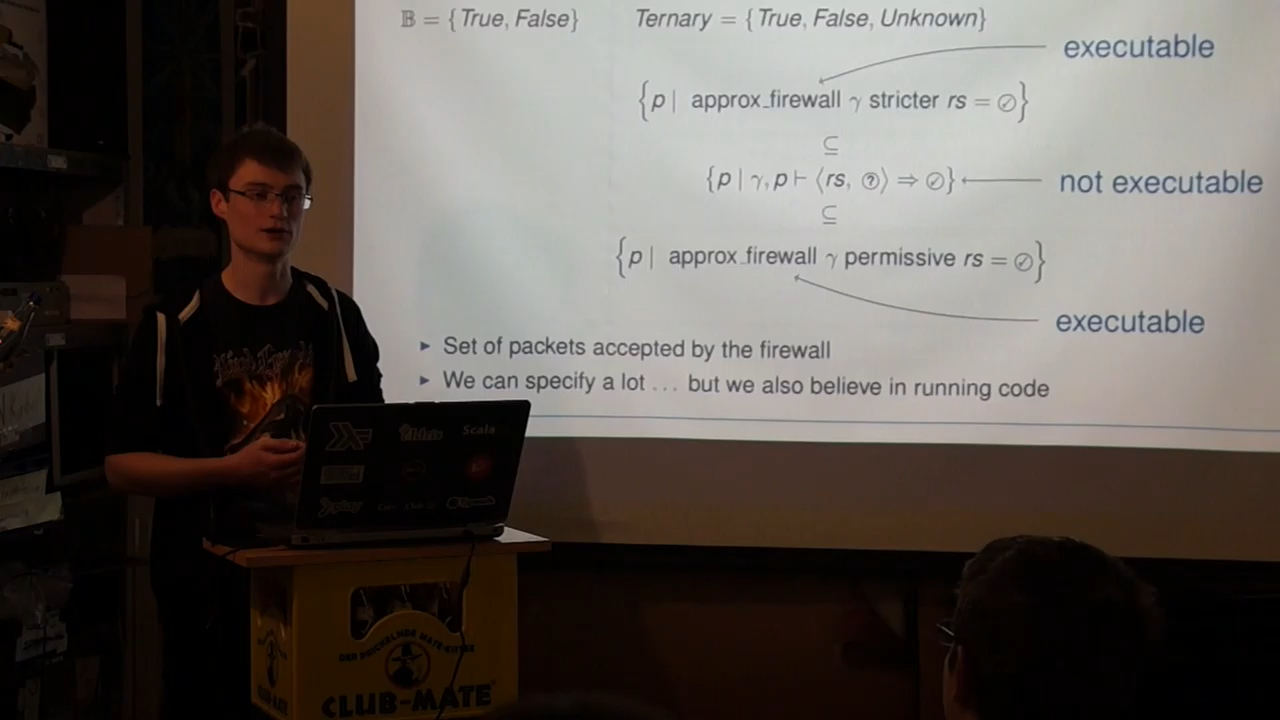 𝔹 = {True, False}   Ternary = {True, False, Unknown}
executable
{p | approx_firewall γ stricter rs = ⊘}
⊆
{p | γ, p ⊢ ⟨rs, ?⟩ ⇒ ⊘}
not executable
⊆
{p | approx_firewall γ permissive rs = ⊘}
executable
▸ Set of packets accepted by the firewall
▸ We can specify a lot ... but we also believe in running code
Scala
play
CLUB-MATE